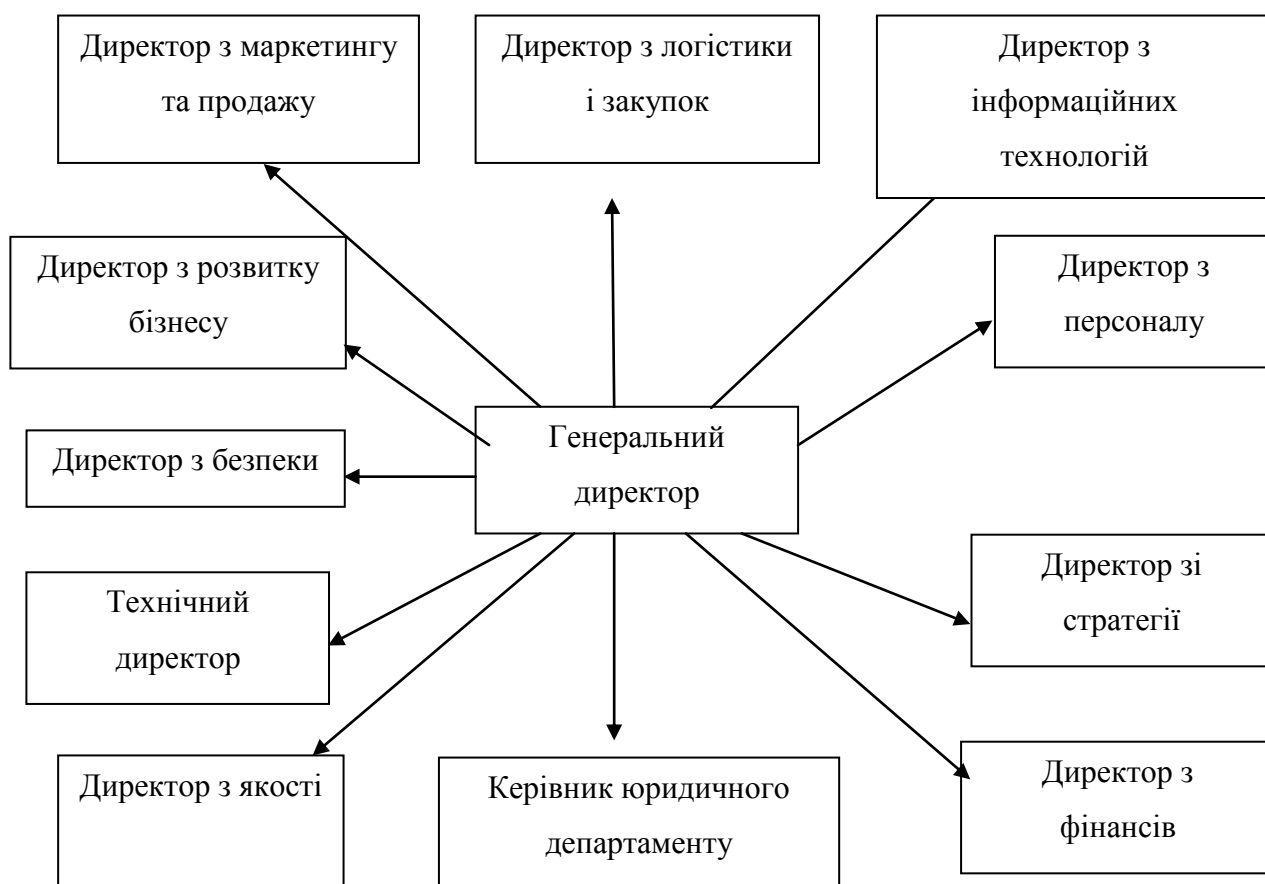 Директор з маркетингу
та продажу
Директор з логістики
і закупок
Директор з
інформаційних
технологій
Директор з розвитку
бізнесу
Директор з
персоналу
Генеральний
директор
Директор з безпеки
Директор зі
стратегії
Технічний
директор
Директор з якості
Керівник юридичного
департаменту
Директор з
фінансів